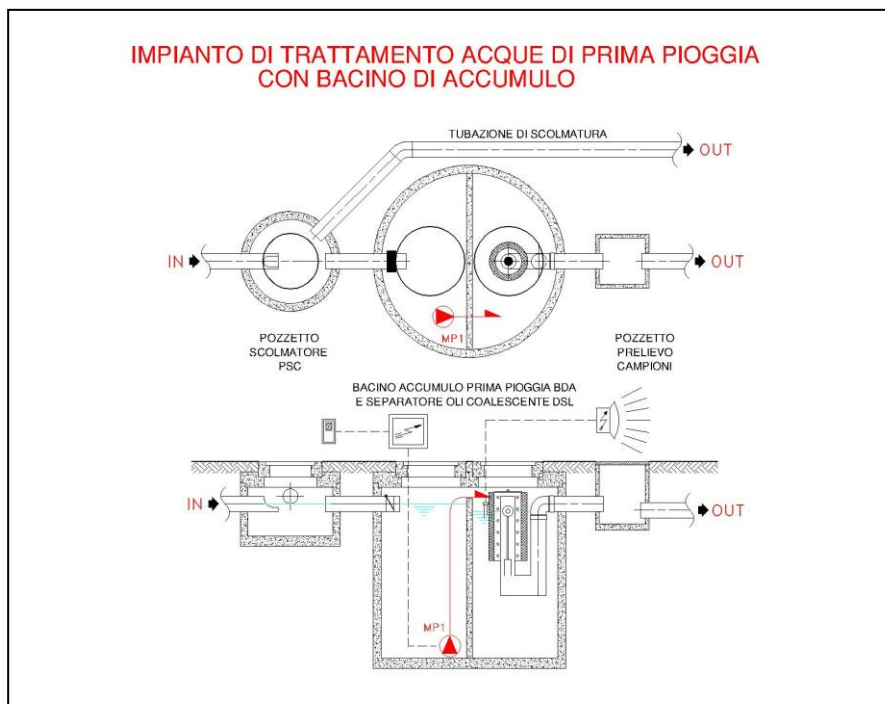 IMPIANTO DI TRATTAMENTO ACQUE DI PRIMA PIOGGIA
CON BACINO DI ACCUMULO
TUBAZIONE DI SCOLMATURA
OUT
IN
OUT
MP1
POZZETTO
SCOLMATORE
PSC
POZZETTO
PRELIEVO
CAMPIONI
BACINO ACCUMULO PRIMA PIOGGIA BDA
E SEPARATORE OLI COALESCENTE DSL
IN
OUT
MP1